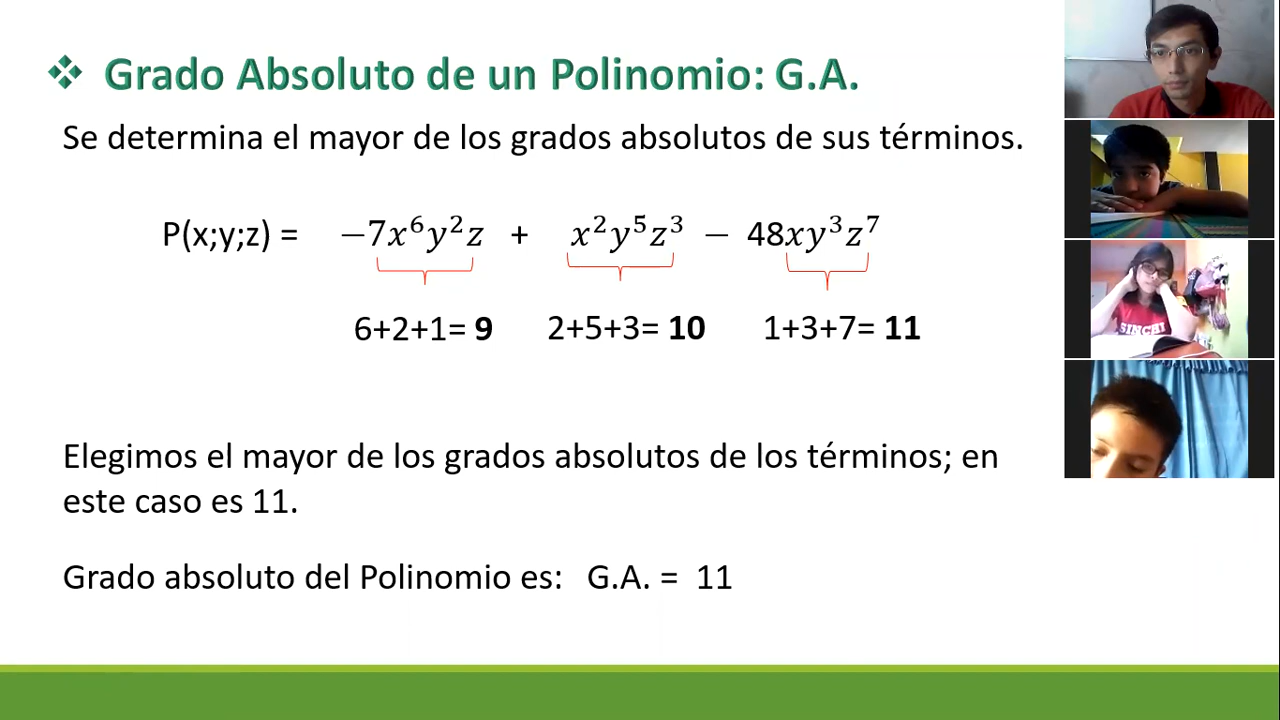 ❖ Grado Absoluto de un Polinomio: G.A.
Se determina el mayor de los grados absolutos de sus términos.
P(x;y;z) = −7x⁶y²z + x²y⁵z³ − 48xy³z⁷
6+2+1= 9 2+5+3= 10 1+3+7= 11
Elegimos el mayor de los grados absolutos de los términos; en
este caso es 11.
Grado absoluto del Polinomio es: G.A. = 11
SINCHI